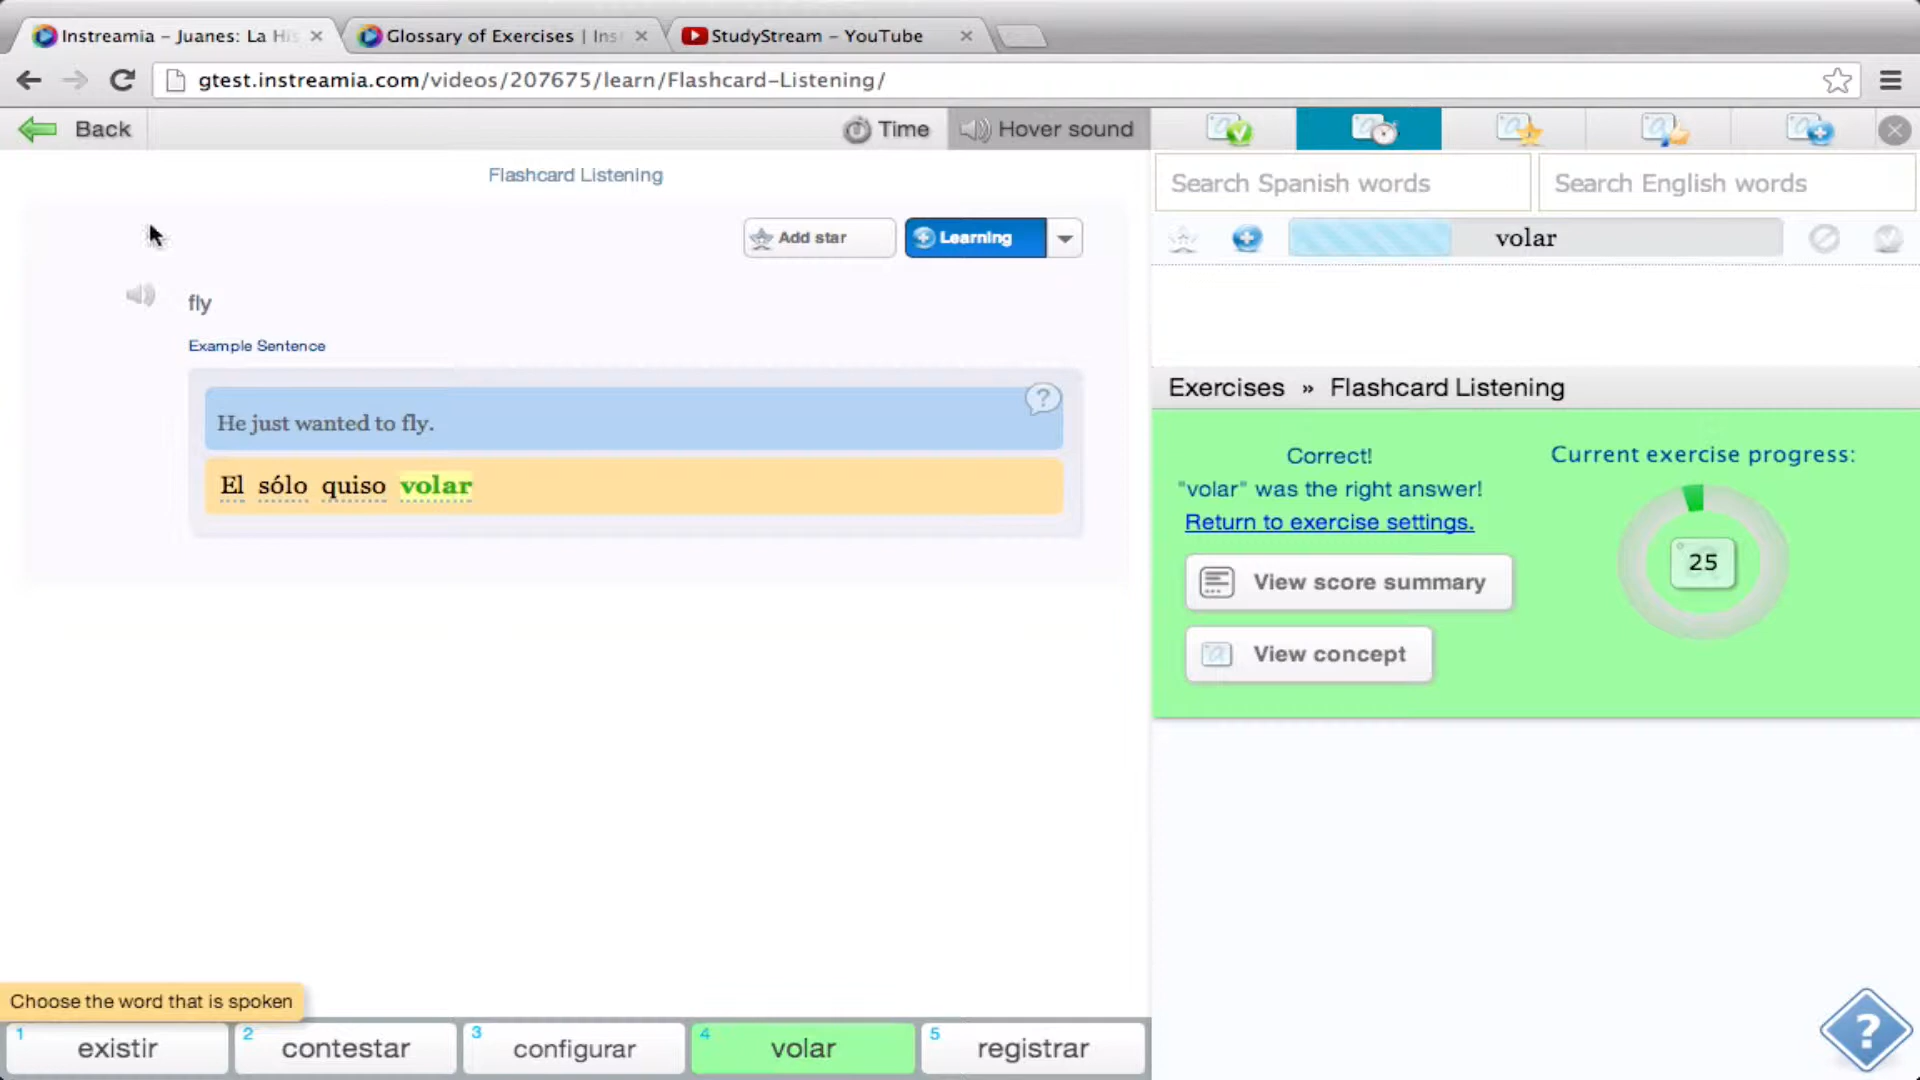 Instreamia – Juanes: La His
Glossary of Exercises | Ins
StudyStream – YouTube
gtest.instreamia.com/videos/207675/learn/Flashcard-Listening/
Back
Time
Hover sound
Flashcard Listening
Search Spanish words
Search English words
Add star
Learning
volar
fly
Example Sentence
He just wanted to fly.
?
El sólo quiso volar
Exercises » Flashcard Listening
Correct!
"volar" was the right answer!
Return to exercise settings.
View score summary
View concept
Current exercise progress:
25
Choose the word that is spoken
1 existir
2 contestar
3 configurar
4 volar
5 registrar
?